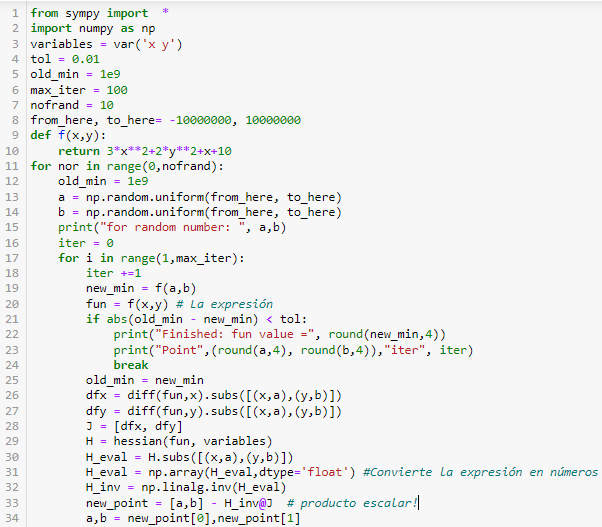 1 from sympy import  *
2 import numpy as np
3 variables = var('x y')
4 tol = 0.01
5 old_min = 1e9
6 max_iter = 100
7 nofrand = 10
8 from_here, to_here= -10000000, 10000000
9 def f(x,y):
10     return 3*x**2+2*y**2+x+10
11 for nor in range(0,nofrand):
12     old_min = 1e9
13     a = np.random.uniform(from_here, to_here)
14     b = np.random.uniform(from_here, to_here)
15     print("for random number: ", a,b)
16     iter = 0
17     for i in range(1,max_iter):
18         iter +=1
19         new_min = f(a,b)
20         fun = f(x,y) # La expresión
21         if abs(old_min - new_min) < tol:
22             print("Finished: fun value =", round(new_min,4))
23             print("Point",(round(a,4), round(b,4)),"iter", iter)
24             break
25         old_min = new_min
26         dfx = diff(fun,x).subs([(x,a),(y,b)])
27         dfy = diff(fun,y).subs([(x,a),(y,b)])
28         J = [dfx, dfy]
29         H = hessian(fun, variables)
30         H_eval = H.subs([(x,a),(y,b)])
31         H_eval = np.array(H_eval,dtype='float') #Convierte la expresión en números
32         H_inv = np.linalg.inv(H_eval)
33         new_point = [a,b] - H_inv@J  # producto escalar!
34         a,b = new_point[0],new_point[1]